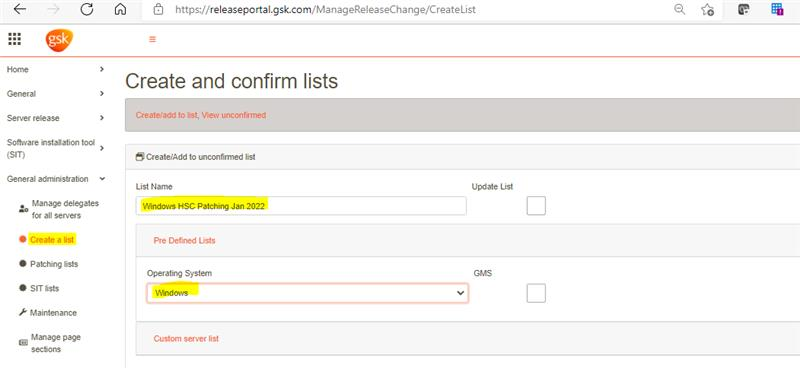 https://releaseportal.gsk.com/ManageReleaseChange/CreateList
gsk
Home
General
Server release
Software installation tool
(SIT)
General administration
Manage delegates
for all servers
Create a list
Patching lists
SIT lists
Maintenance
Manage page
sections
Create and confirm lists
Create/add to list, View unconfirmed
Create/Add to unconfirmed list
List Name
Update List
Windows HSC Patching Jan 2022
Pre Defined Lists
Operating System
GMS
Windows
Custom server list